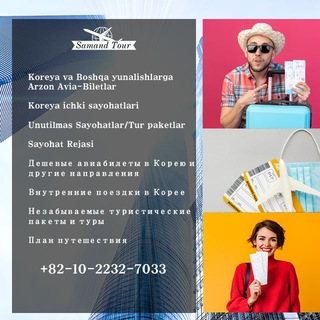 Samand Tour
Koreya va Boshqa yunalishlarga
Arzon Avia-Biletlar
Koreya ichki sayohatlari
Unutilmas Sayohatlar/Tur paketlar
Sayohat Rejasi
Дешевые авиабилеты в Корею и
другие направления
Внутренние поездки в Корее
Незабываемые туристические
пакеты и туры
План путешествия
+82-10-2232-7033